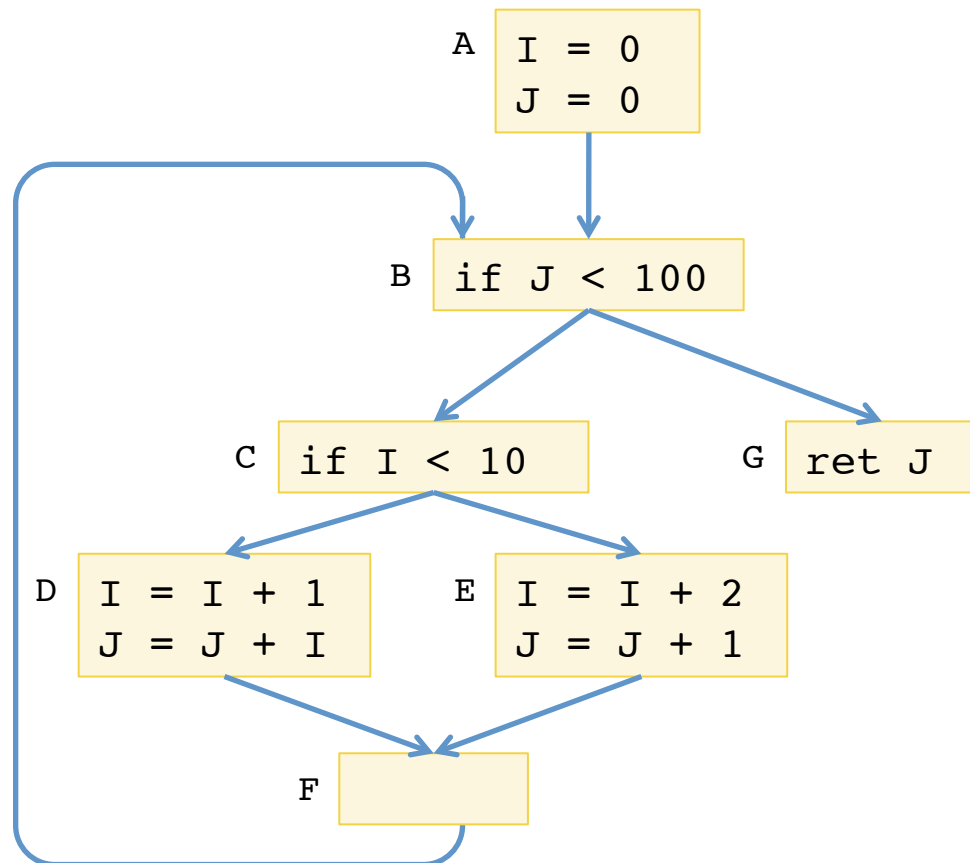 A
I = 0
J = 0
B
if J < 100
C
if I < 10
G
ret J
D
I = I + 1
J = J + I
E
I = I + 2
J = J + 1
F